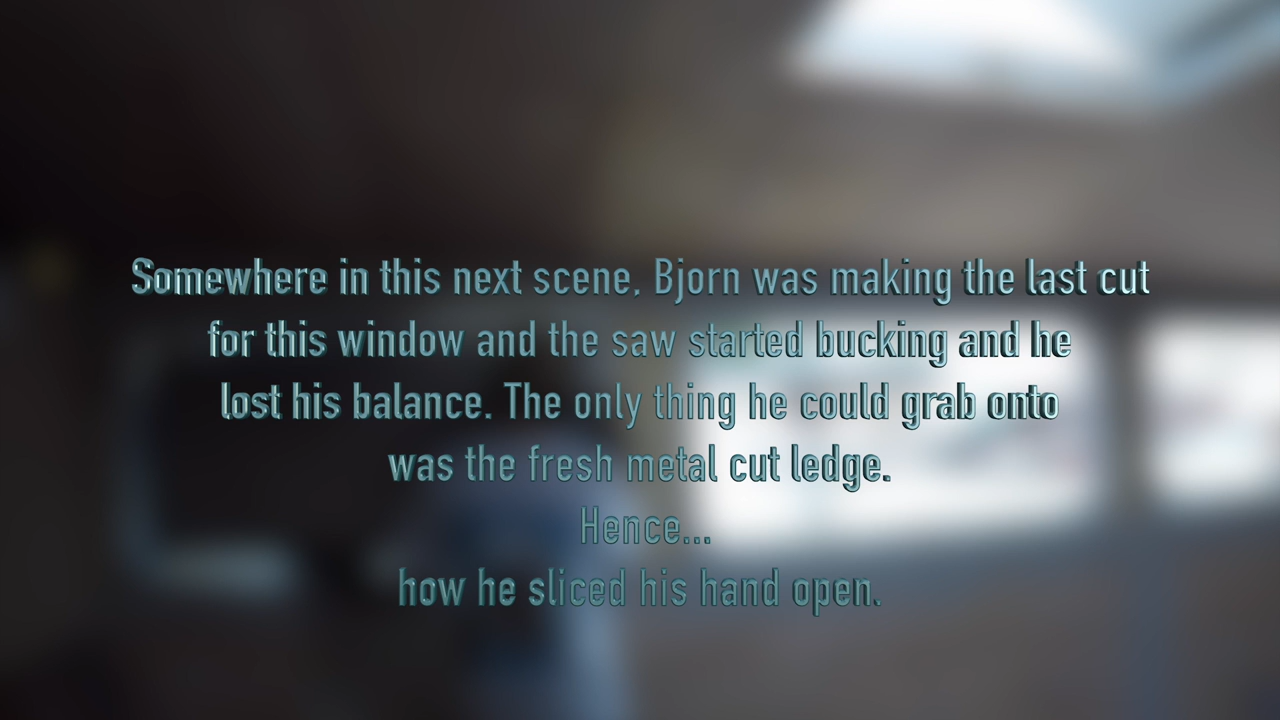 Somewhere in this next scene, Bjorn was making the last cut
for this window and the saw started bucking and he
lost his balance. The only thing he could grab onto
was the fresh metal cut ledge.
Hence...
how he sliced his hand open.